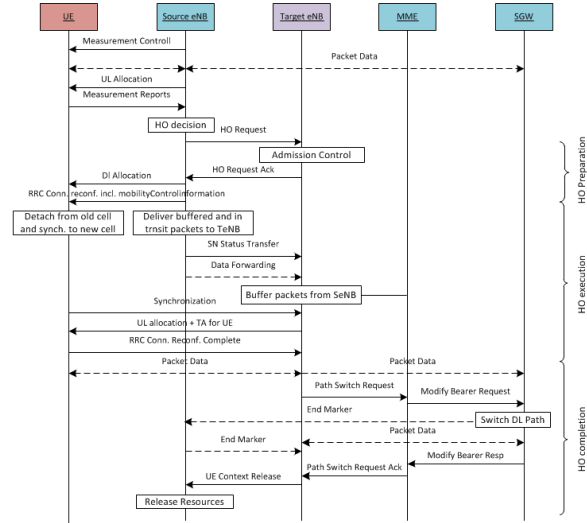 UE
Source eNB
Target eNB
MME
SGW
Measurement Controll
Packet Data
UL Allocation
Measurement Reports
HO decision
HO Request
Admission Control
HO Request Ack
Dl Allocation
RRC Conn. reconf. incl. mobilityControlinformation
Detach from old cell
and synch. to new cell
Deliver buffered and in
trnsit packets to TeNB
SN Status Transfer
Data Forwarding
Buffer packets from SeNB
Synchronization
UL allocation + TA for UE
RRC Conn. Reconf. Complete
Packet Data
Packet Data
Path Switch Request
Modify Bearer Request
End Marker
Switch DL Path
Packet Data
End Marker
Modify Bearer Resp
Path Switch Request Ack
UE Context Release
Release Resources
HO Preparation
HO execution
HO completion